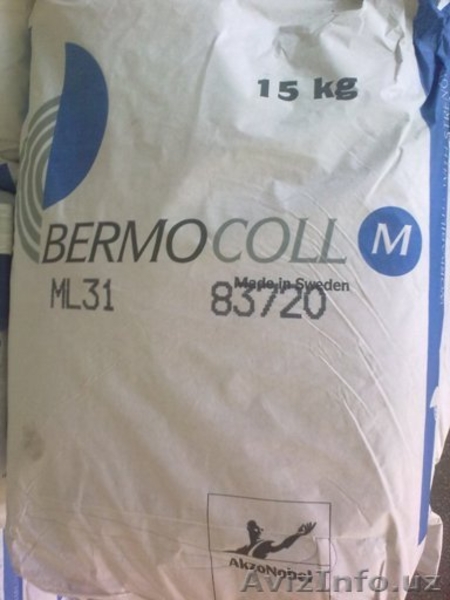 15 kg
BERMOCOLL M
Made in Sweden
ML31 83720
AkzoNobel
AvizInfo.uz